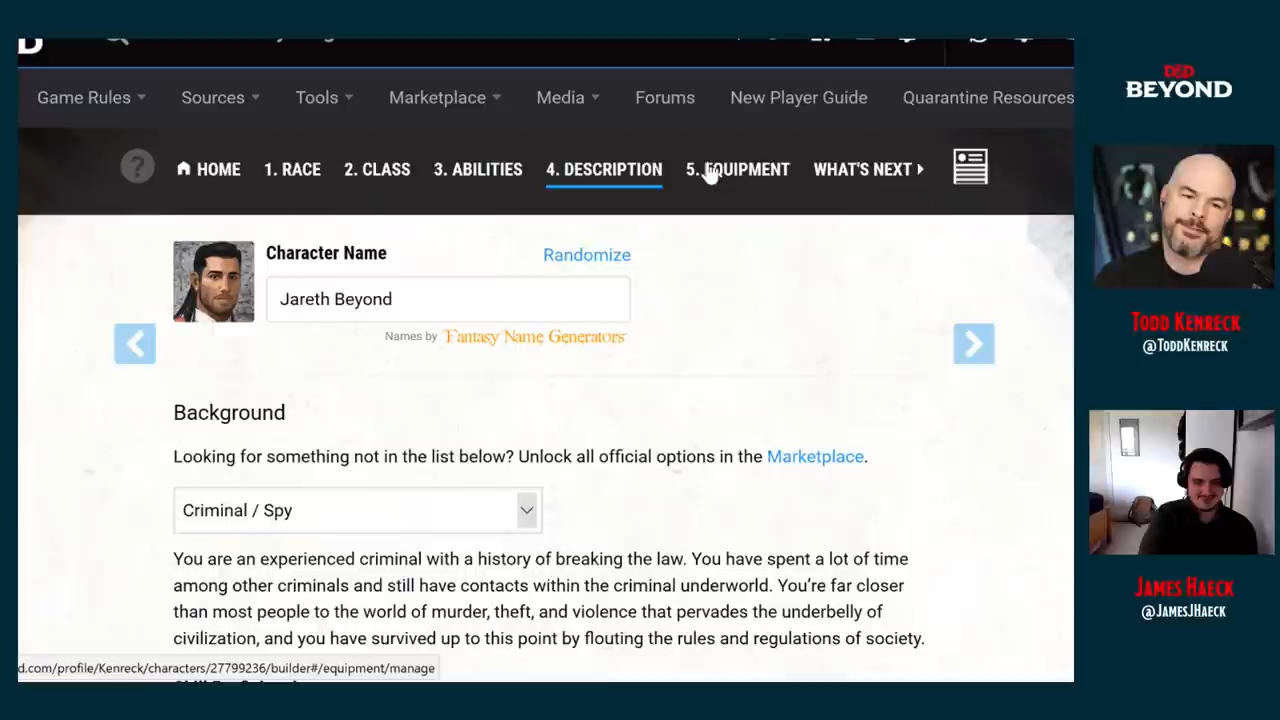 Game Rules Sources Tools Marketplace Media Forums New Player Guide Quarantine Resources
? HOME 1. RACE 2. CLASS 3. ABILITIES 4. DESCRIPTION 5. EQUIPMENT WHAT'S NEXT
Character Name Randomize
Jareth Beyond
Names by Fantasy Name Generators
Background
Looking for something not in the list below? Unlock all official options in the Marketplace.
Criminal / Spy
You are an experienced criminal with a history of breaking the law. You have spent a lot of time
among other criminals and still have contacts within the criminal underworld. You're far closer
than most people to the world of murder, theft, and violence that pervades the underbelly of
civilization, and you have survived up to this point by flouting the rules and regulations of society.
d.com/profile/Kenreck/characters/27799236/builder#/equipment/manage
D&D
BEYOND
TODD KENRECK
@TODDKENRECK
JAMES HAECK
@JAMESJHAECK